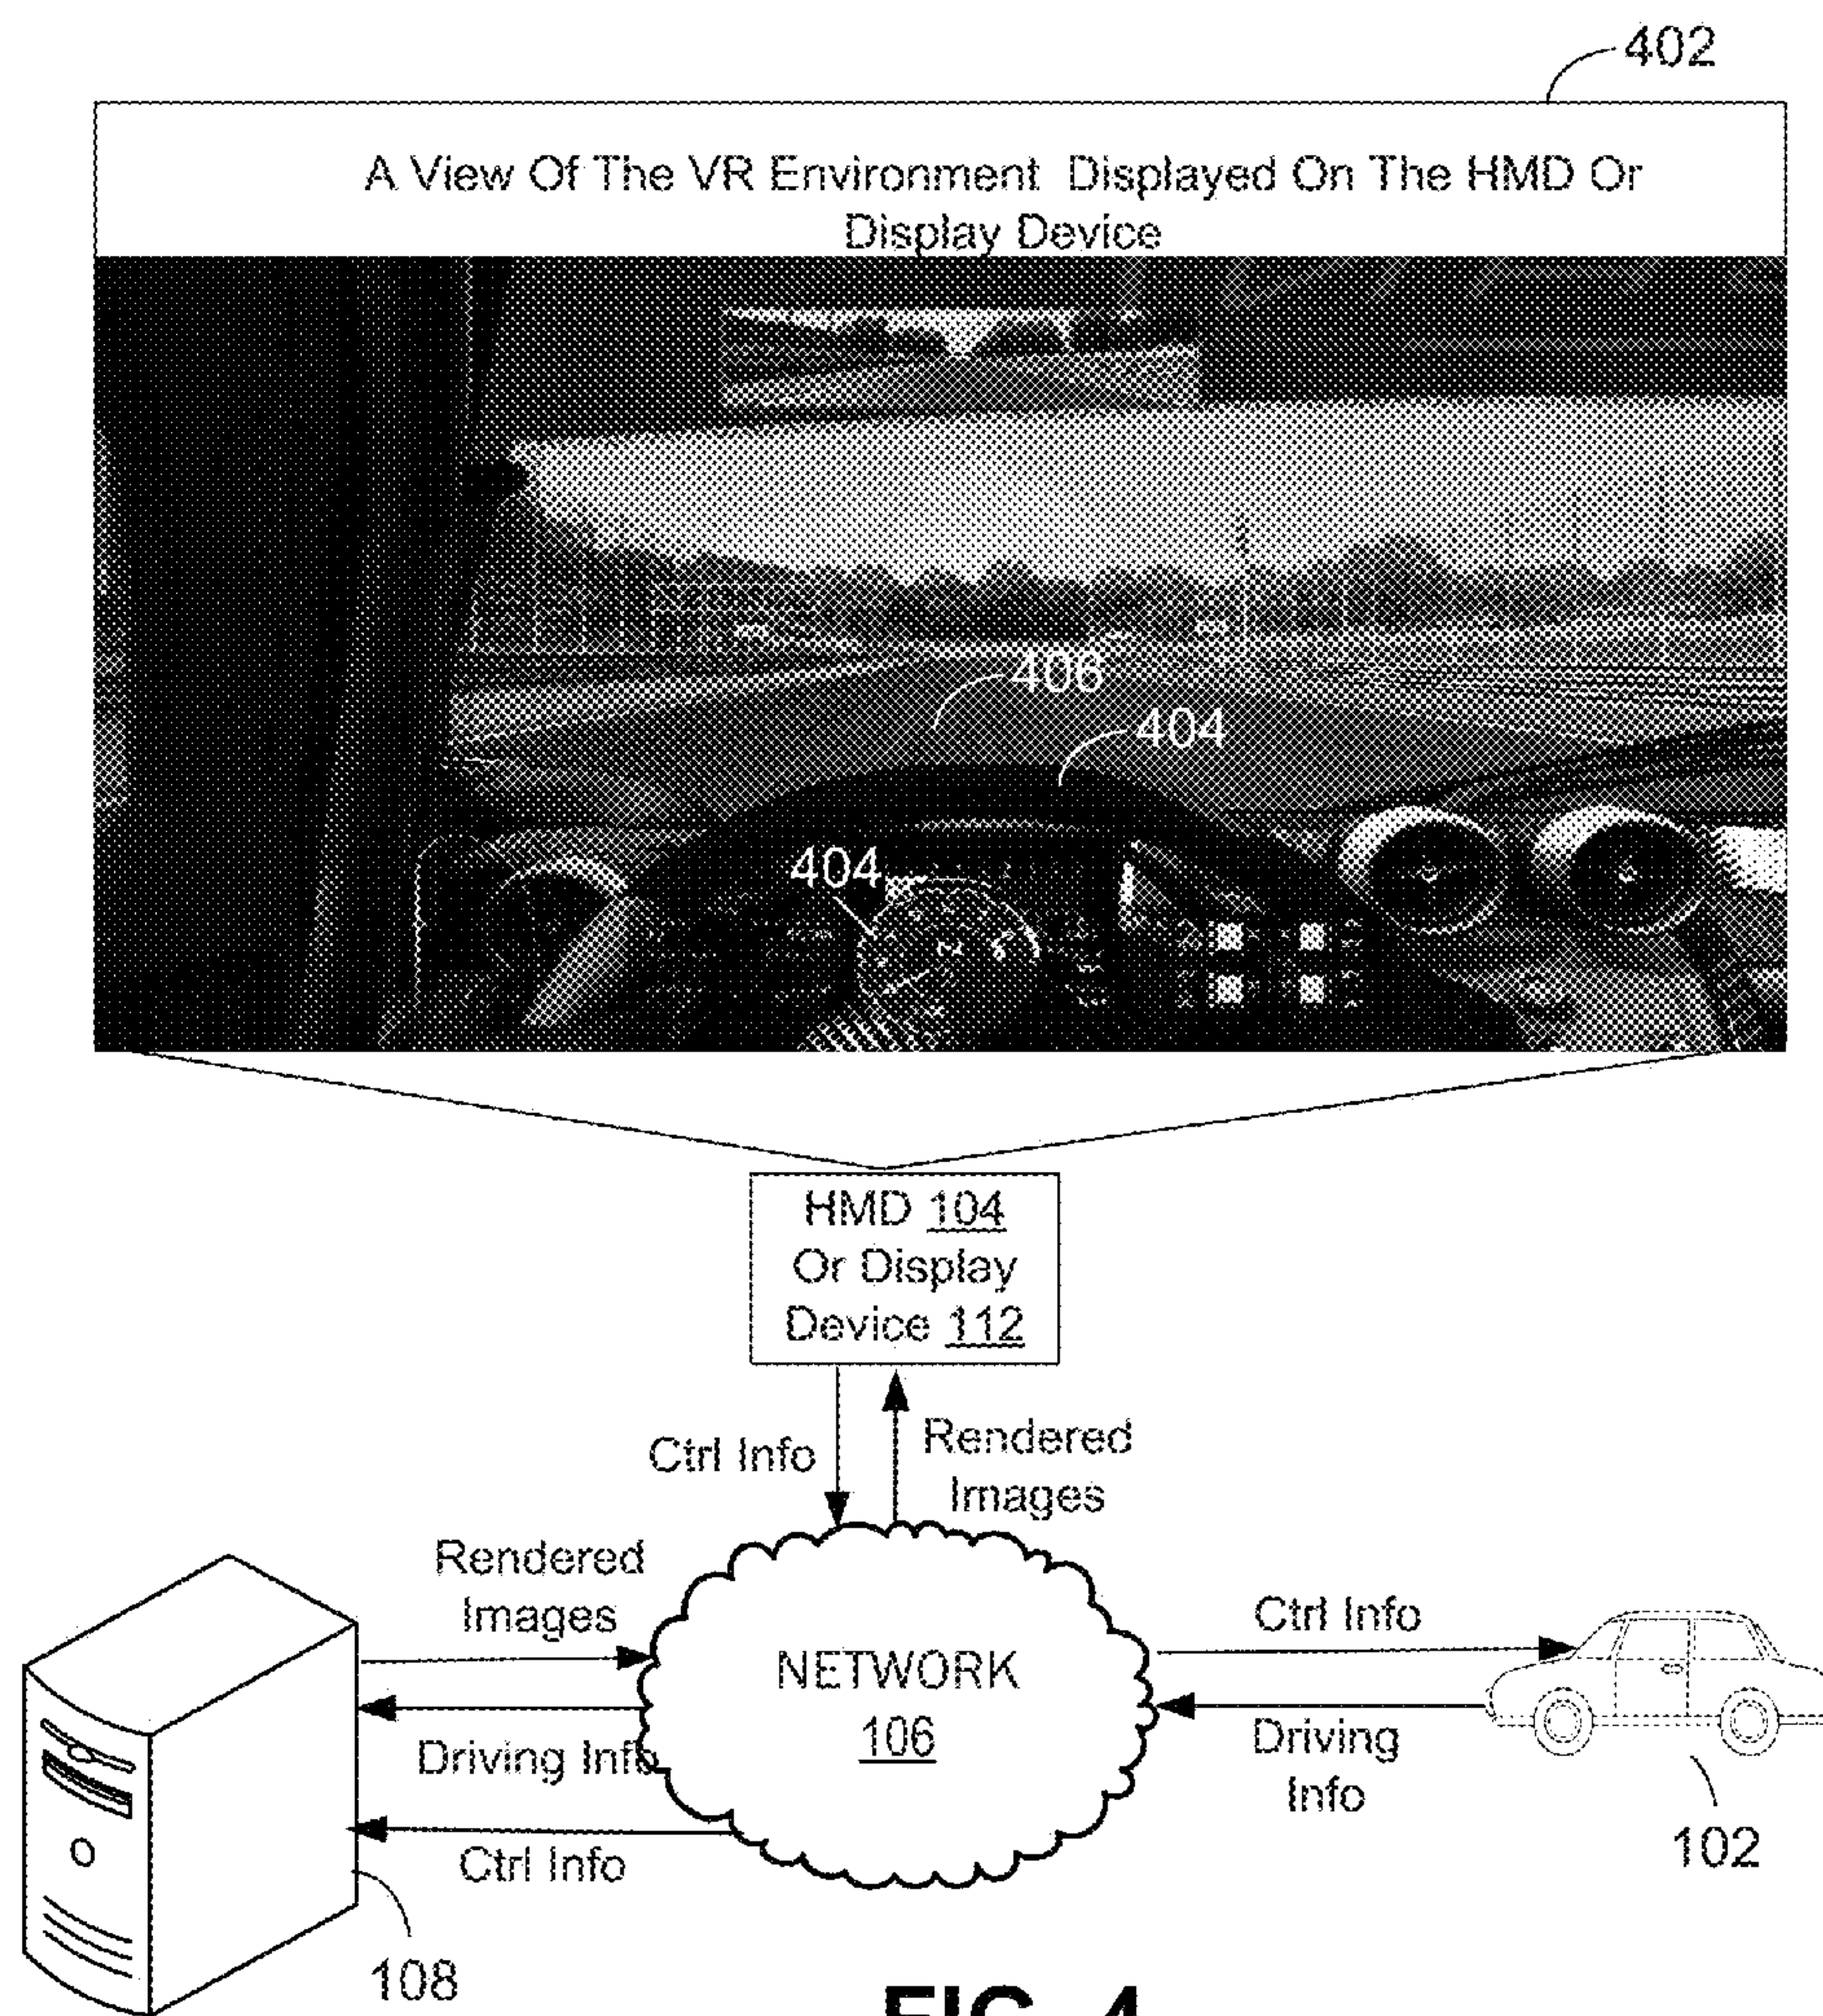 402
A View Of The VR Environment Displayed On The HMD Or
Display Device
406
404
404
HMD 104
Or Display
Device 112
Ctrl Info
Rendered
Images
Rendered
Images
Ctrl Info
NETWORK
106
Driving Info
Driving
Info
Ctrl Info
102
108
FIG. 4